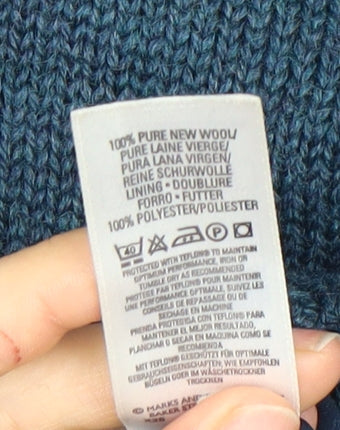 100% PURE NEW WOOL/
PURE LAINE VIERGE/
PURA LANA VIRGEN/
REINE SCHURWOLLE
LINING • DOUBLURE
FORRO • FUTTER
100% POLYESTER/POLIESTER
40 P
PROTECTED WITH TEFLON® TO MAINTAIN
OPTIMUM PERFORMANCE, IRON OR
TUMBLE DRY AS RECOMMENDED
PROTEGE PAR TEFLON® POUR MAINTENIR
UNE PERFORMANCE OPTIMALE, SUIVEZ LES
CONSEILS DE REPASSAGE OU DE
SECHAGE EN MACHINE
PRENDA PROTEGIDA CON TEFLON® PARA
MANTENER EL MEJOR RESULTADO,
PLANCHAR O SECAR EN MAQUINA COMO SE
RECOMIENDA
MIT TEFLON® GESCHÜTZT FÜR OPTIMALE
GEBRAUCHSEIGENSCHAFTEN, WIE EMPFOHLEN
BÜGELN ODER IM WÄSCHETROCKNER
TROCKNEN
© MARKS AND
BAKER